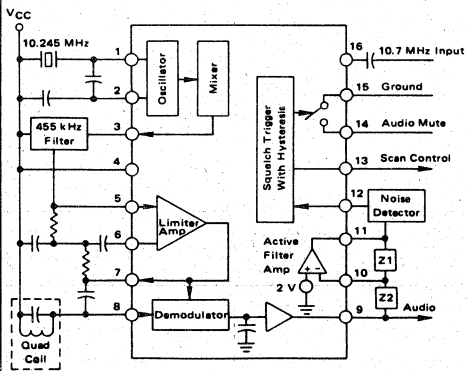 VCC
10.245 MHz
1
2
3
4
5
6
7
8
455 kHz
Filter
Quad
Coil
Oscillator
Mixer
Limiter
Amp
Demodulator
Squelch Trigger
With Hysteresis
Active
Filter
Amp
2 V
+ −
16
10.7 MHz Input
15
Ground
14
Audio Mute
13
Scan Control
12
Noise
Detector
11
Z1
10
Z2
9
Audio